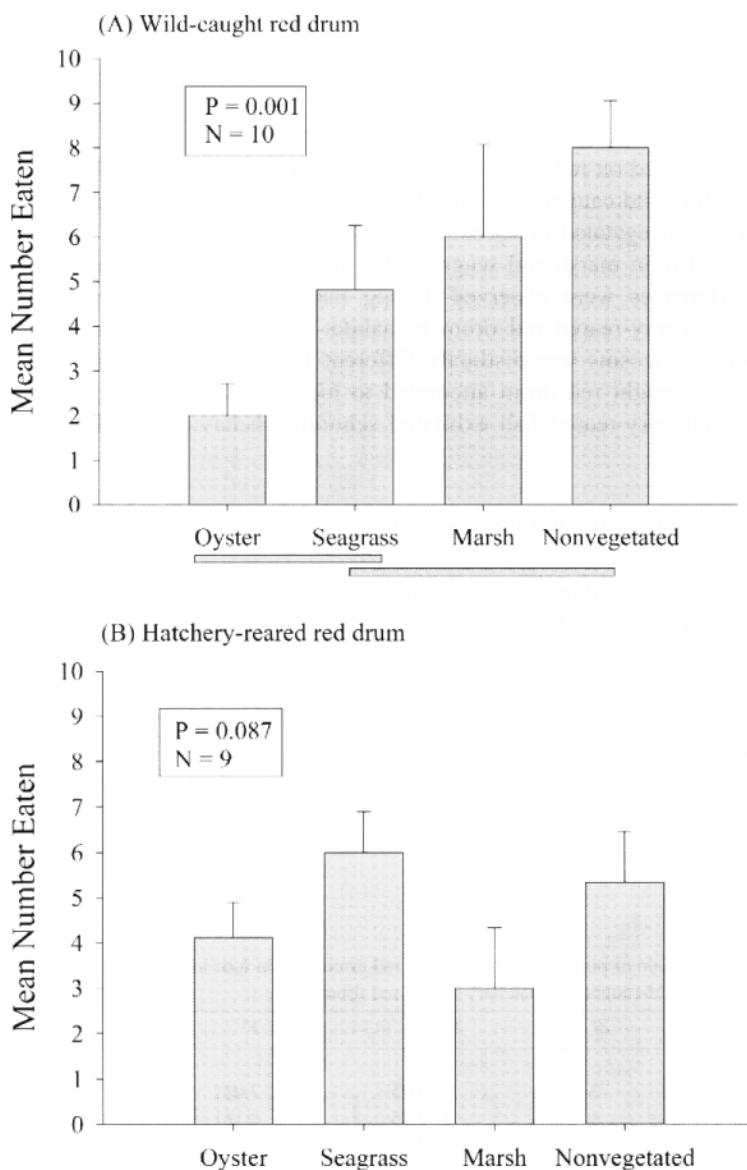 (A) Wild-caught red drum
10
9
8
7
6
5
4
3
2
1
0
Mean Number Eaten
P = 0.001
N = 10
Oyster Seagrass Marsh Nonvegetated
(B) Hatchery-reared red drum
10
9
8
7
6
5
4
3
2
1
0
Mean Number Eaten
P = 0.087
N = 9
Oyster Seagrass Marsh Nonvegetated